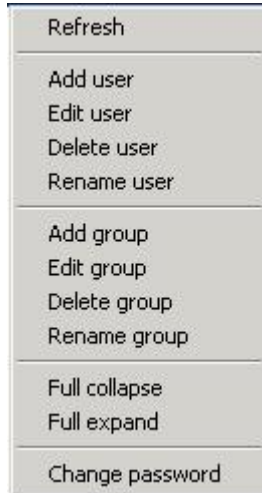 Refresh
Add user
Edit user
Delete user
Rename user
Add group
Edit group
Delete group
Rename group
Full collapse
Full expand
Change password